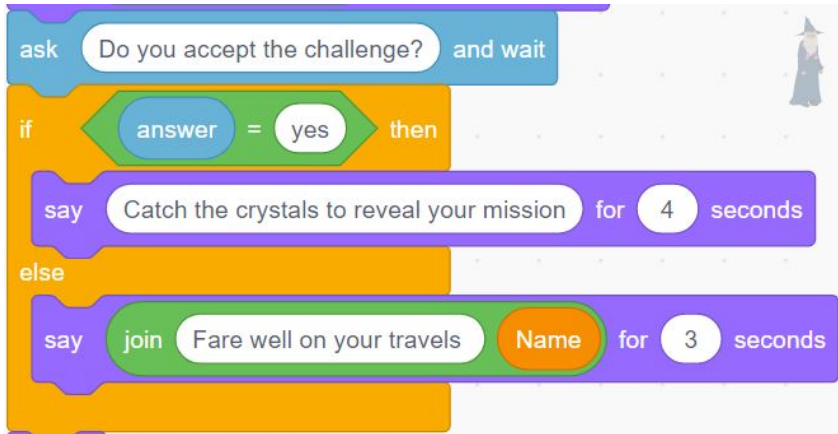 ask Do you accept the challenge? and wait
if answer = yes then
say Catch the crystals to reveal your mission for 4 seconds
else
say join Fare well on your travels Name for 3 seconds